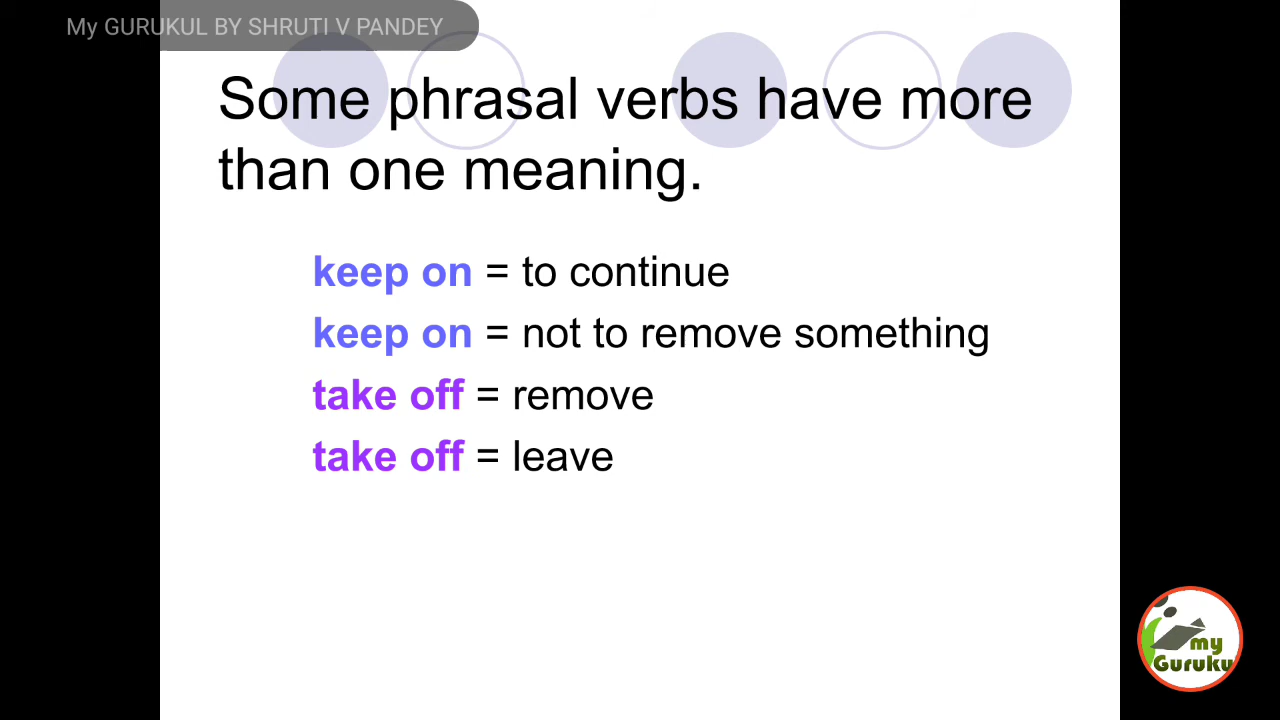 My GURUKUL BY SHRUTI V PANDEY
Some phrasal verbs have more
than one meaning.
keep on = to continue
keep on = not to remove something
take off = remove
take off = leave
my
Guruku